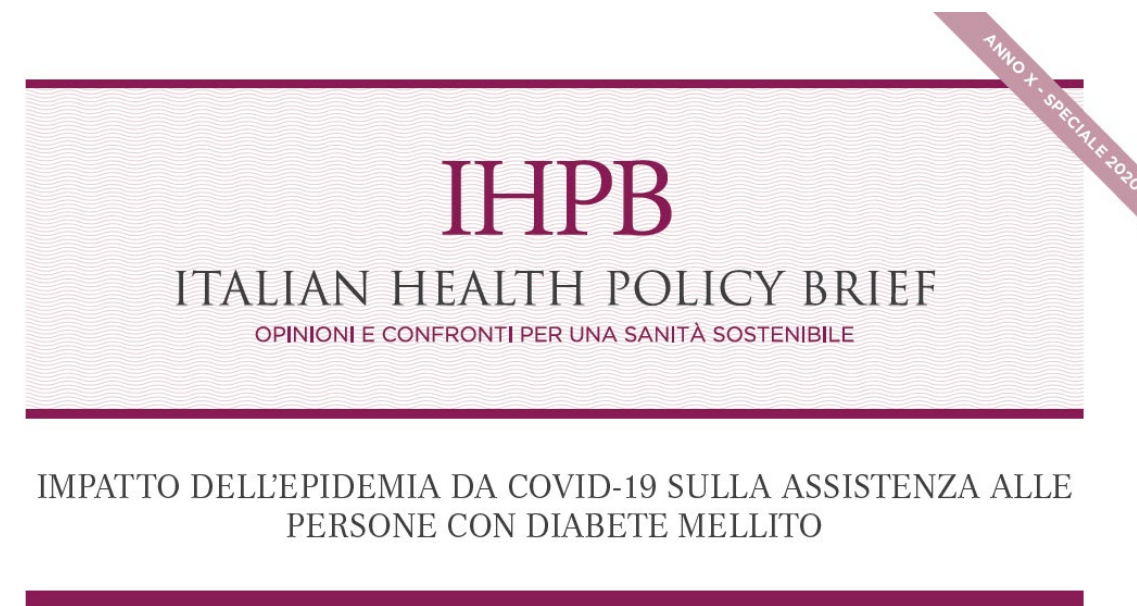 ANNO X - SPECIALE 2020
IHPB
ITALIAN HEALTH POLICY BRIEF
OPINIONI E CONFRONTI PER UNA SANITÀ SOSTENIBILE
IMPATTO DELL’EPIDEMIA DA COVID-19 SULLA ASSISTENZA ALLE
PERSONE CON DIABETE MELLITO